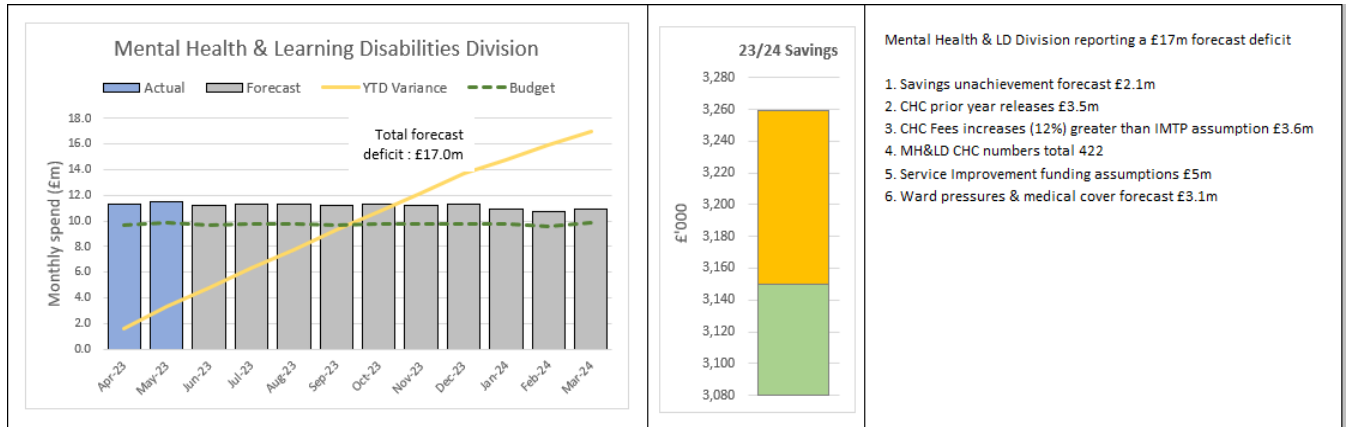 Mental Health & Learning Disabilities Division
Actual Forecast YTD Variance Budget
Total forecast
deficit : £17.0m
Monthly spend (£m)
18.0
16.0
14.0
12.0
10.0
8.0
6.0
4.0
2.0
0.0
Apr-23 May-23 Jun-23 Jul-23 Aug-23 Sep-23 Oct-23 Nov-23 Dec-23 Jan-24 Feb-24 Mar-24
23/24 Savings
£'000
3,280
3,260
3,240
3,220
3,200
3,180
3,160
3,140
3,120
3,100
3,080
Mental Health & LD Division reporting a £17m forecast deficit
1. Savings unachievement forecast £2.1m
2. CHC prior year releases £3.5m
3. CHC Fees increases (12%) greater than IMTP assumption £3.6m
4. MH&LD CHC numbers total 422
5. Service Improvement funding assumptions £5m
6. Ward pressures & medical cover forecast £3.1m